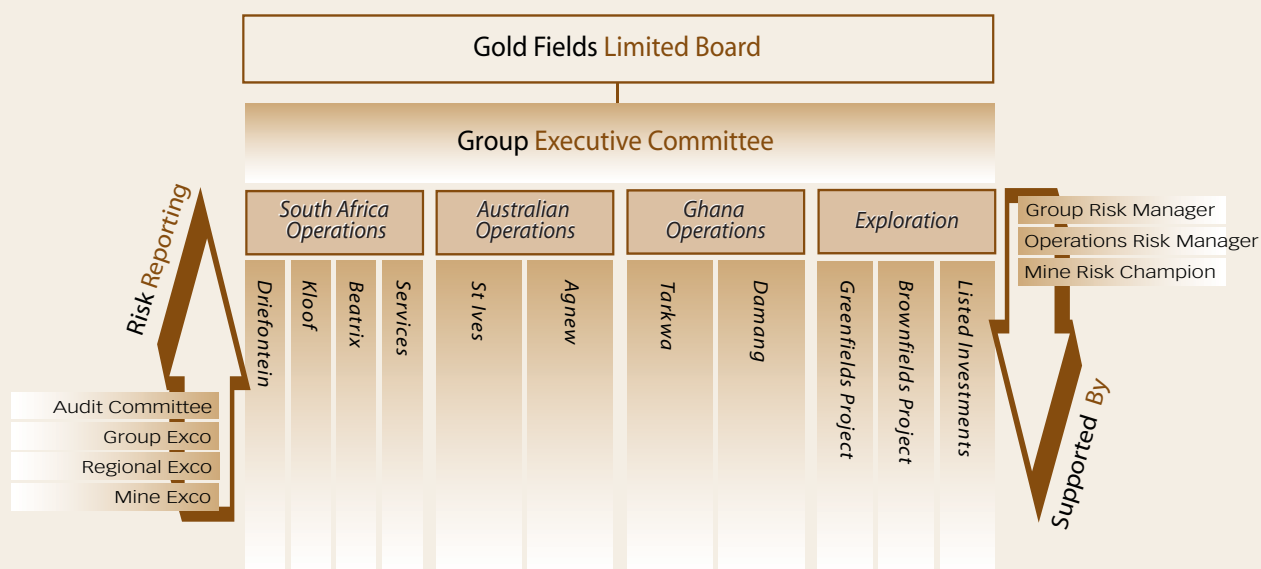 Gold Fields Limited Board
Group Executive Committee
South Africa
Operations
Australian
Operations
Ghana
Operations
Exploration
Driefontein
Kloof
Beatrix
Services
St Ives
Agnew
Tarkwa
Damang
Greenfields Project
Brownfields Project
Listed Investments
Risk Reporting
Audit Committee
Group Exco
Regional Exco
Mine Exco
Group Risk Manager
Operations Risk Manager
Mine Risk Champion
Supported By